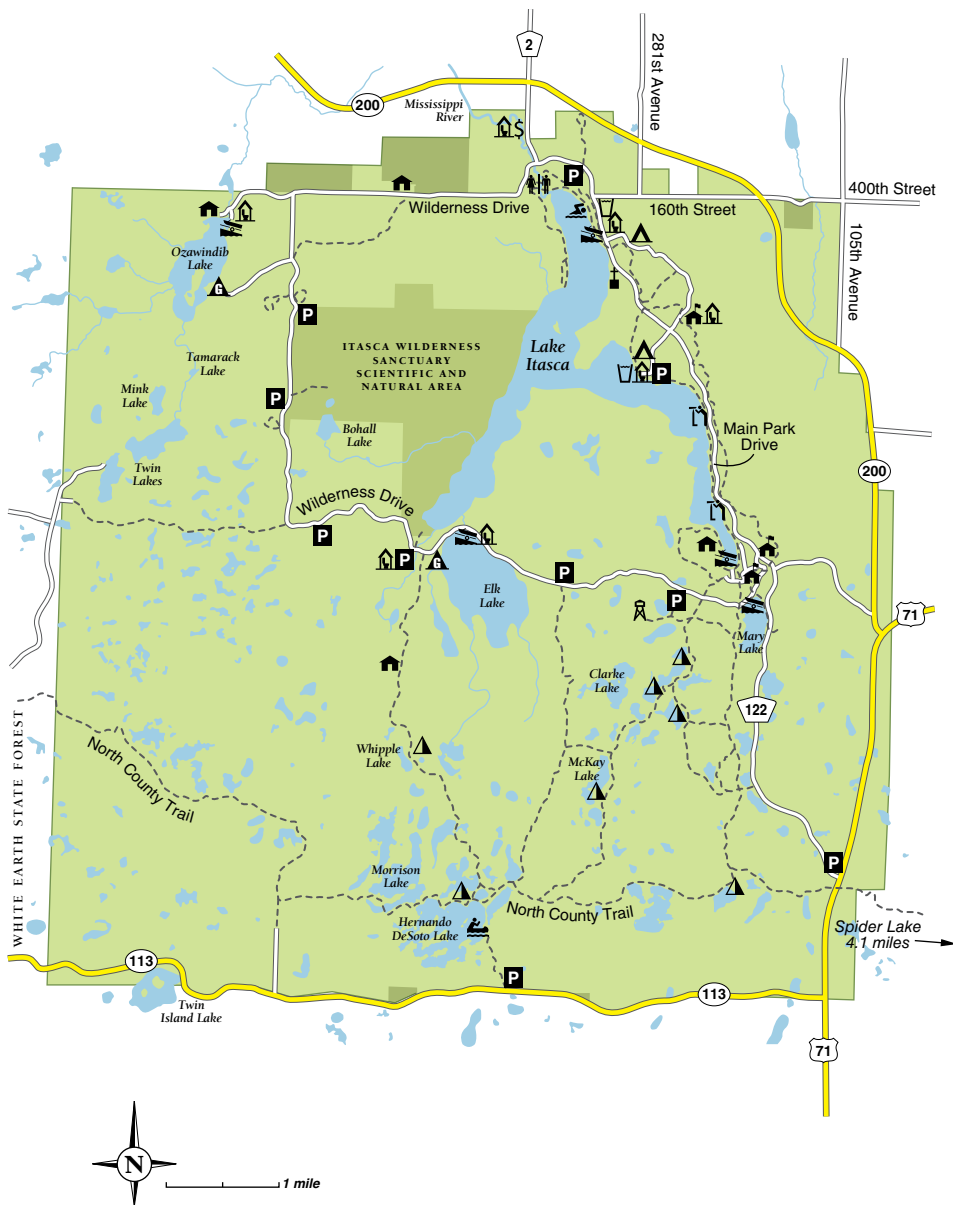 2
281st Avenue
200
Mississippi
River
$
P
105th Avenue
400th Street
Wilderness Drive
160th Street
Ozawindib
Lake
G
P
Tamarack
Lake
ITASCA WILDERNESS
SANCTUARY
SCIENTIFIC AND
NATURAL AREA
Lake
Itasca
P
Mink
Lake
P
Bohall
Lake
Main Park
Drive
Twin
Lakes
200
Wilderness Drive
P
P
G
P
Elk
Lake
P
71
Mary
Lake
Clarke
Lake
122
WHITE EARTH STATE FOREST
North County Trail
Whipple
Lake
McKay
Lake
P
Morrison
Lake
North County Trail
Hernando
DeSoto Lake
Spider Lake
4.1 miles
113
P
113
Twin
Island Lake
71
N
1 mile